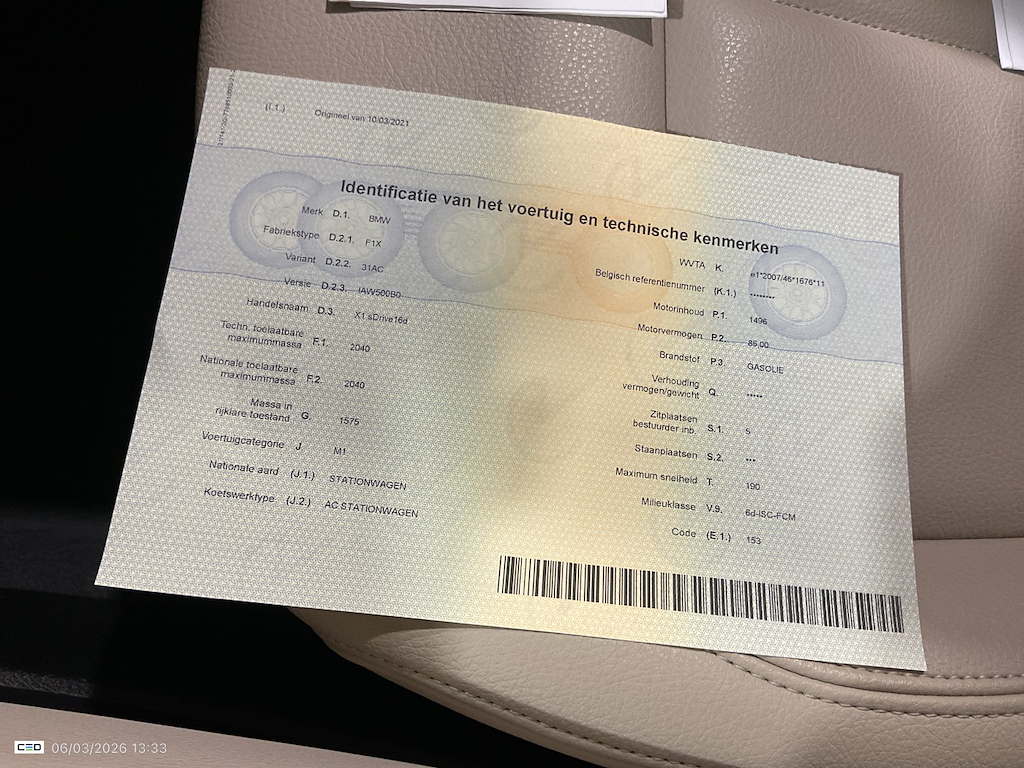 (I.1.) Origineel van 10/03/2021
Identificatie van het voertuig en technische kenmerken
Merk D.1. BMW
Fabriekstype D.2.1. F1X
Variant D.2.2. 31AC
Versie D.2.3. IAW500B0
Handelsnaam D.3. X1 sDrive16d
Techn. toelaatbare
maximummassa F.1. 2040
Nationale toelaatbare
maximummassa F.2. 2040
Massa in
rijklare toestand G. 1575
Voertuigcategorie J. M1
Nationale aard (J.1.) STATIONWAGEN
Koetswerktype (J.2.) AC STATIONWAGEN
WVTA K. e1*2007/46*1676*11
Belgisch referentienummer (K.1.) ********
Motorinhoud P.1. 1496
Motorvermogen P.2. 85,00
Brandstof P.3. GASOLIE
Verhouding
vermogen/gewicht Q. *****
Zitplaatsen
bestuurder inb. S.1. 5
Staanplaatsen S.2. ***
Maximum snelheid T. 190
Milieuklasse V.9. 6d-ISC-FCM
Code (E.1.) 153
CEO 06/03/2026 13:33